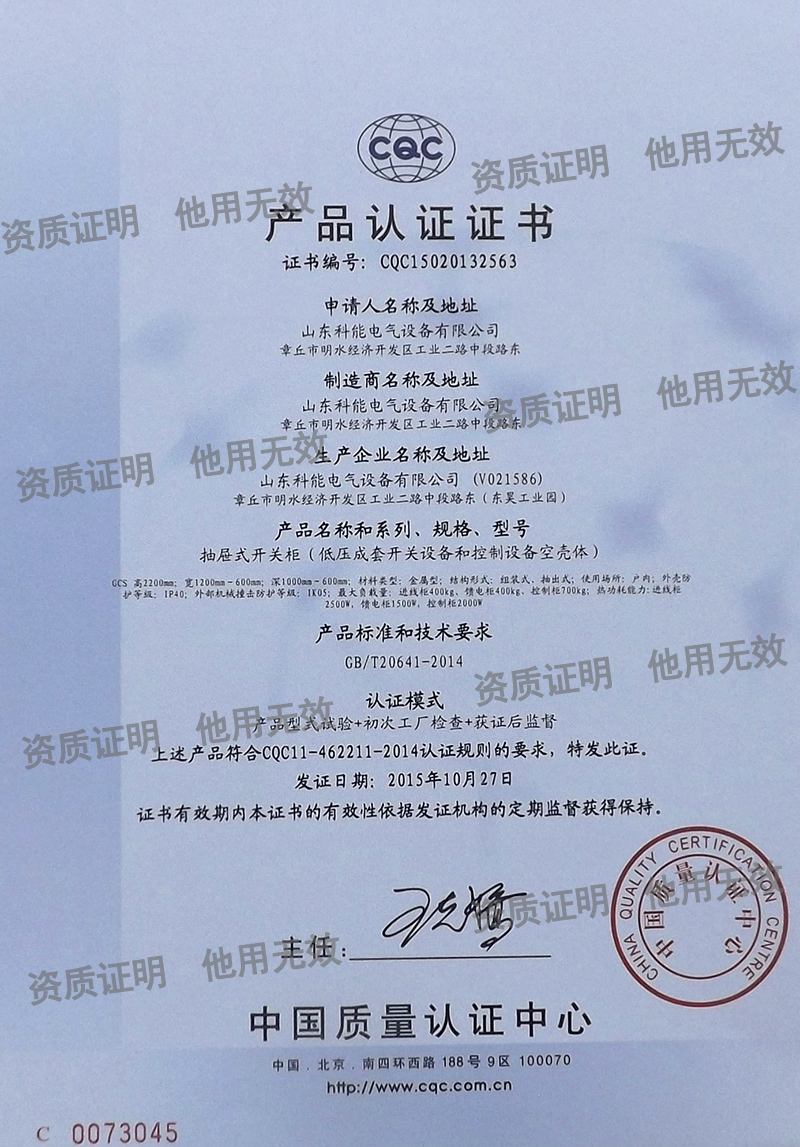 CQC
产品认证证书
证书编号: CQC15020132563
申请人名称及地址
山东科能电气设备有限公司
章丘市明水经济开发区工业二路中段路东
制造商名称及地址
山东科能电气设备有限公司
章丘市明水经济开发区工业二路中段路东
生产企业名称及地址
山东科能电气设备有限公司 (V021586)
章丘市明水经济开发区工业二路中段路东（东昊工业园）
产品名称和系列、规格、型号
抽屉式开关柜（低压成套开关设备和控制设备空壳体）
GCS 高2200mm; 宽1200mm-600mm; 深1000mm-600mm; 材料类型: 金属型; 结构形式: 组装式、抽出式; 使用场所: 户内; 外壳防
护等级: IP40; 外部机械撞击防护等级: IK05; 最大负载量: 进线柜400kg、馈电柜400kg、控制柜700kg; 热功耗能力:进线柜
2500W, 馈电柜1500W, 控制柜2000W
产品标准和技术要求
GB/T20641-2014
认证模式
产品型式试验+初次工厂检查+获证后监督
上述产品符合CQC11-462211-2014认证规则的要求，特发此证。
发证日期: 2015年10月27日
证书有效期内本证书的有效性依据发证机构的定期监督获得保持。
主任:
CHINA QUALITY CERTIFICATION CENTRE
中国质量认证中心
中国质量认证中心
中国．北京．南四环西路 188 号 9 区 100070
http://www.cqc.com.cn
C 0073045
资质证明 他用无效
资质证明 他用无效
资质证明 他用无效
资质证明 他用无效
资质证明 他用无效
资质证明 他用无效
资质证明 他用无效
资质证明 他用无效